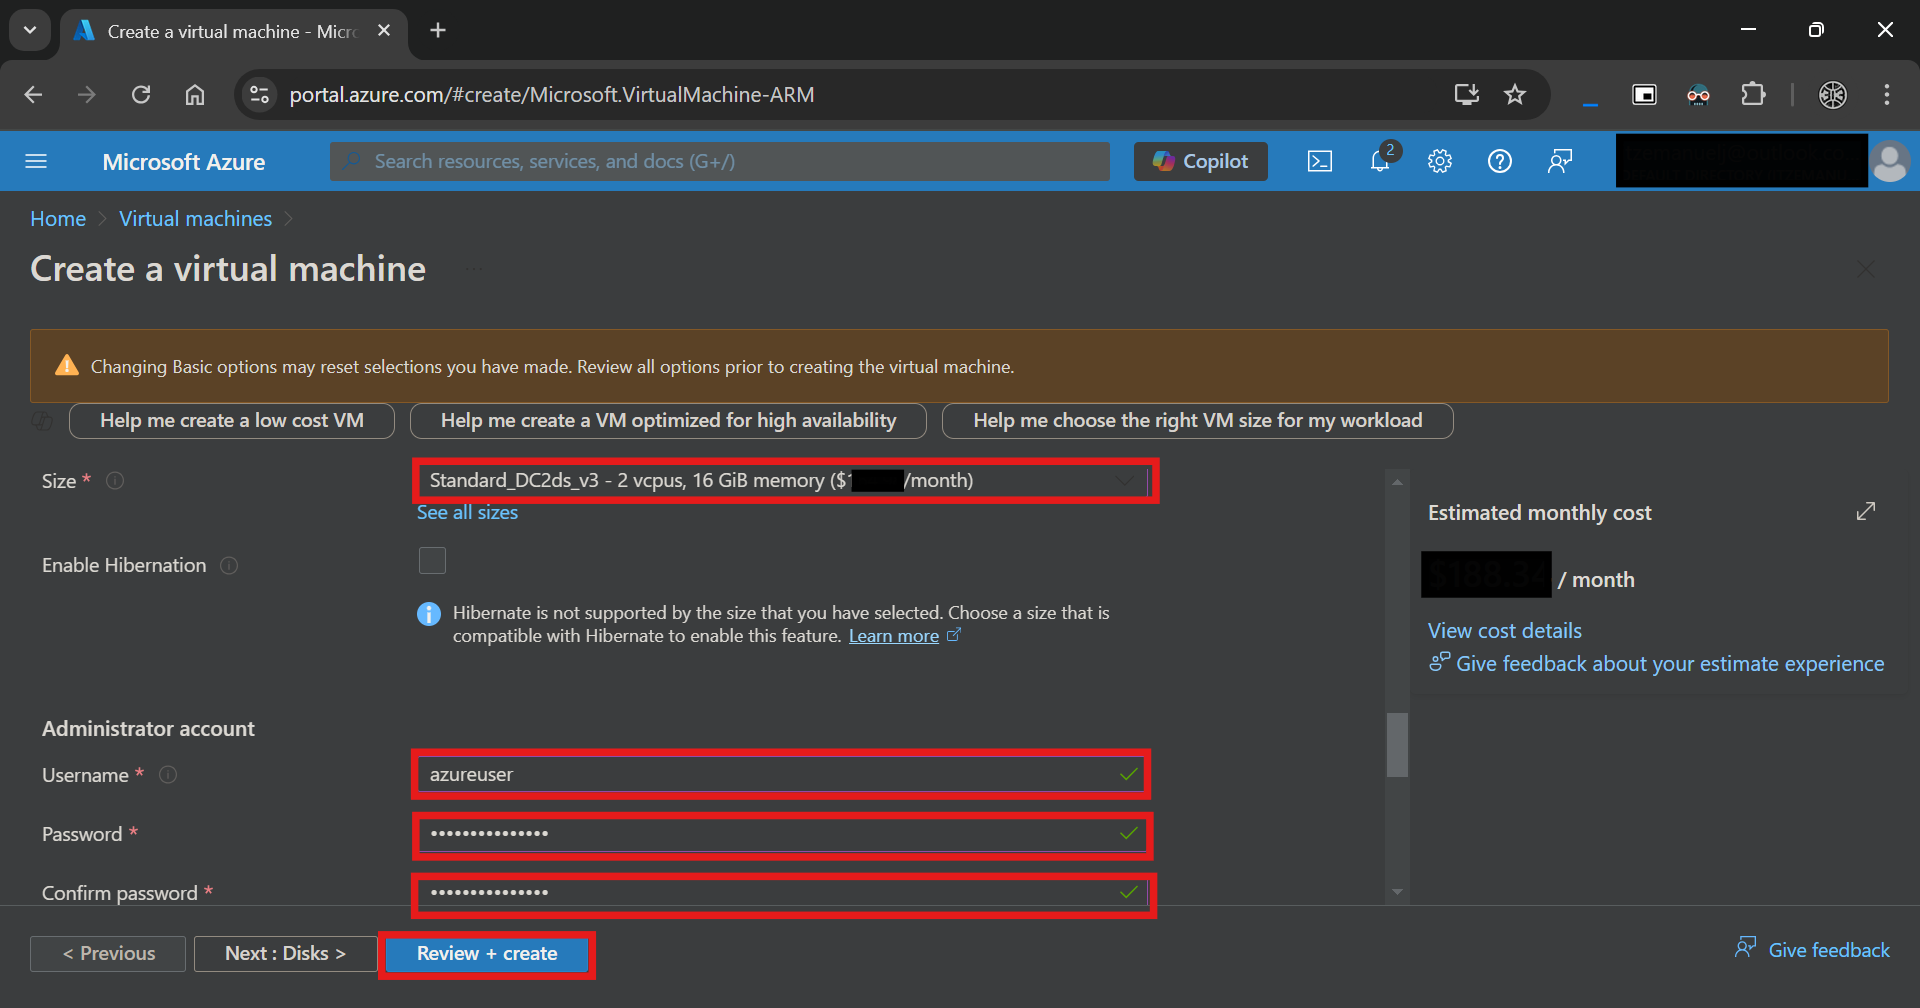 Create a virtual machine - Micr
portal.azure.com/#create/Microsoft.VirtualMachine-ARM
Microsoft Azure
Search resources, services, and docs (G+/)
Copilot
2
Home > Virtual machines >
Create a virtual machine ...
Changing Basic options may reset selections you have made. Review all options prior to creating the virtual machine.
Help me create a low cost VM
Help me create a VM optimized for high availability
Help me choose the right VM size for my workload
Size *
Standard_DC2ds_v3 - 2 vcpus, 16 GiB memory ($ /month)
See all sizes
Enable Hibernation
Hibernate is not supported by the size that you have selected. Choose a size that is
compatible with Hibernate to enable this feature. Learn more
Administrator account
Username *
azureuser
Password *
•••••••••••••••
Confirm password *
•••••••••••••••
Estimated monthly cost
/ month
View cost details
Give feedback about your estimate experience
< Previous
Next : Disks >
Review + create
Give feedback